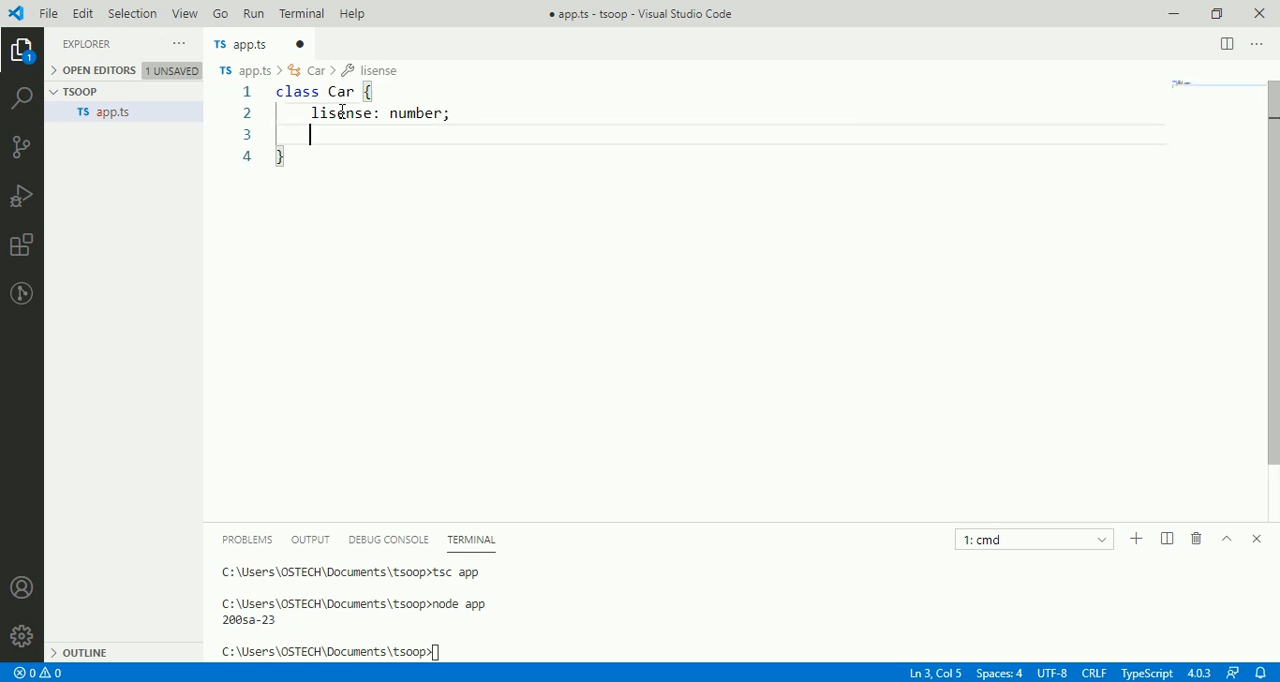 File Edit Selection View Go Run Terminal Help
● app.ts - tsoop - Visual Studio Code
EXPLORER ···
TS app.ts ●
1
> OPEN EDITORS 1 UNSAVED
TS app.ts > Car > lisense
TSOOP
TS app.ts
1 class Car {
2 lisense: number;
3
4 }
PROBLEMS OUTPUT DEBUG CONSOLE TERMINAL
1: cmd
C:\Users\OSTECH\Documents\tsoop>tsc app
C:\Users\OSTECH\Documents\tsoop>node app
200sa-23
C:\Users\OSTECH\Documents\tsoop>
> OUTLINE
0 0
Ln 3, Col 5 Spaces: 4 UTF-8 CRLF TypeScript 4.0.3